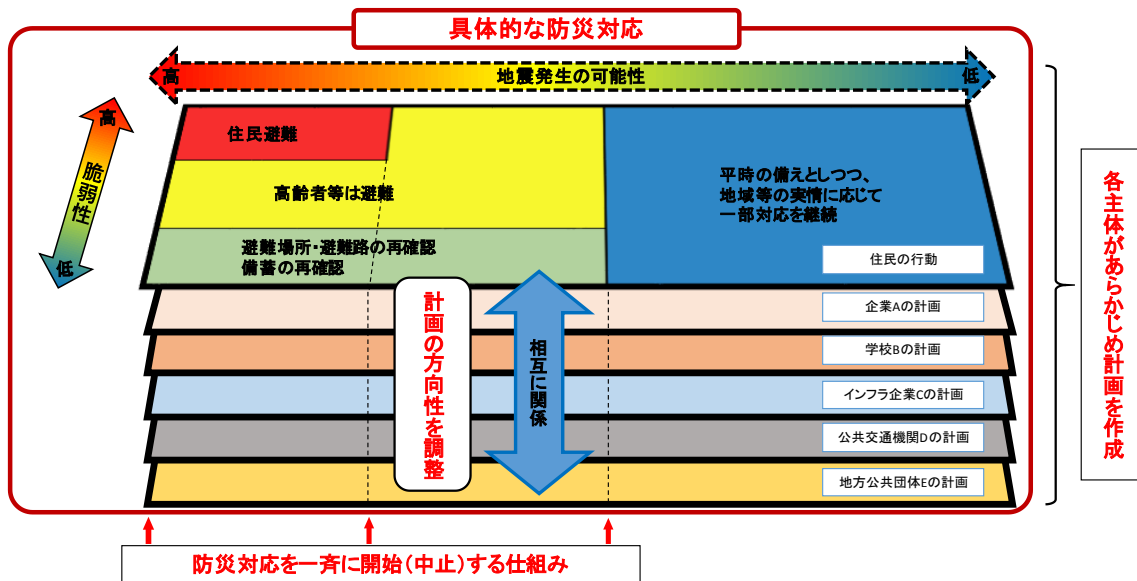 具体的な防災対応
高
地震発生の可能性
低
高
脆弱性
低
住民避難
高齢者等は避難
避難場所・避難路の再確認
備蓄の再確認
平時の備えとしつつ、
地域等の実情に応じて
一部対応を継続
住民の行動
企業Aの計画
学校Bの計画
インフラ企業Cの計画
公共交通機関Dの計画
地方公共団体Eの計画
計画の方向性を調整
相互に関係
各主体があらかじめ計画を作成
防災対応を一斉に開始(中止)する仕組み